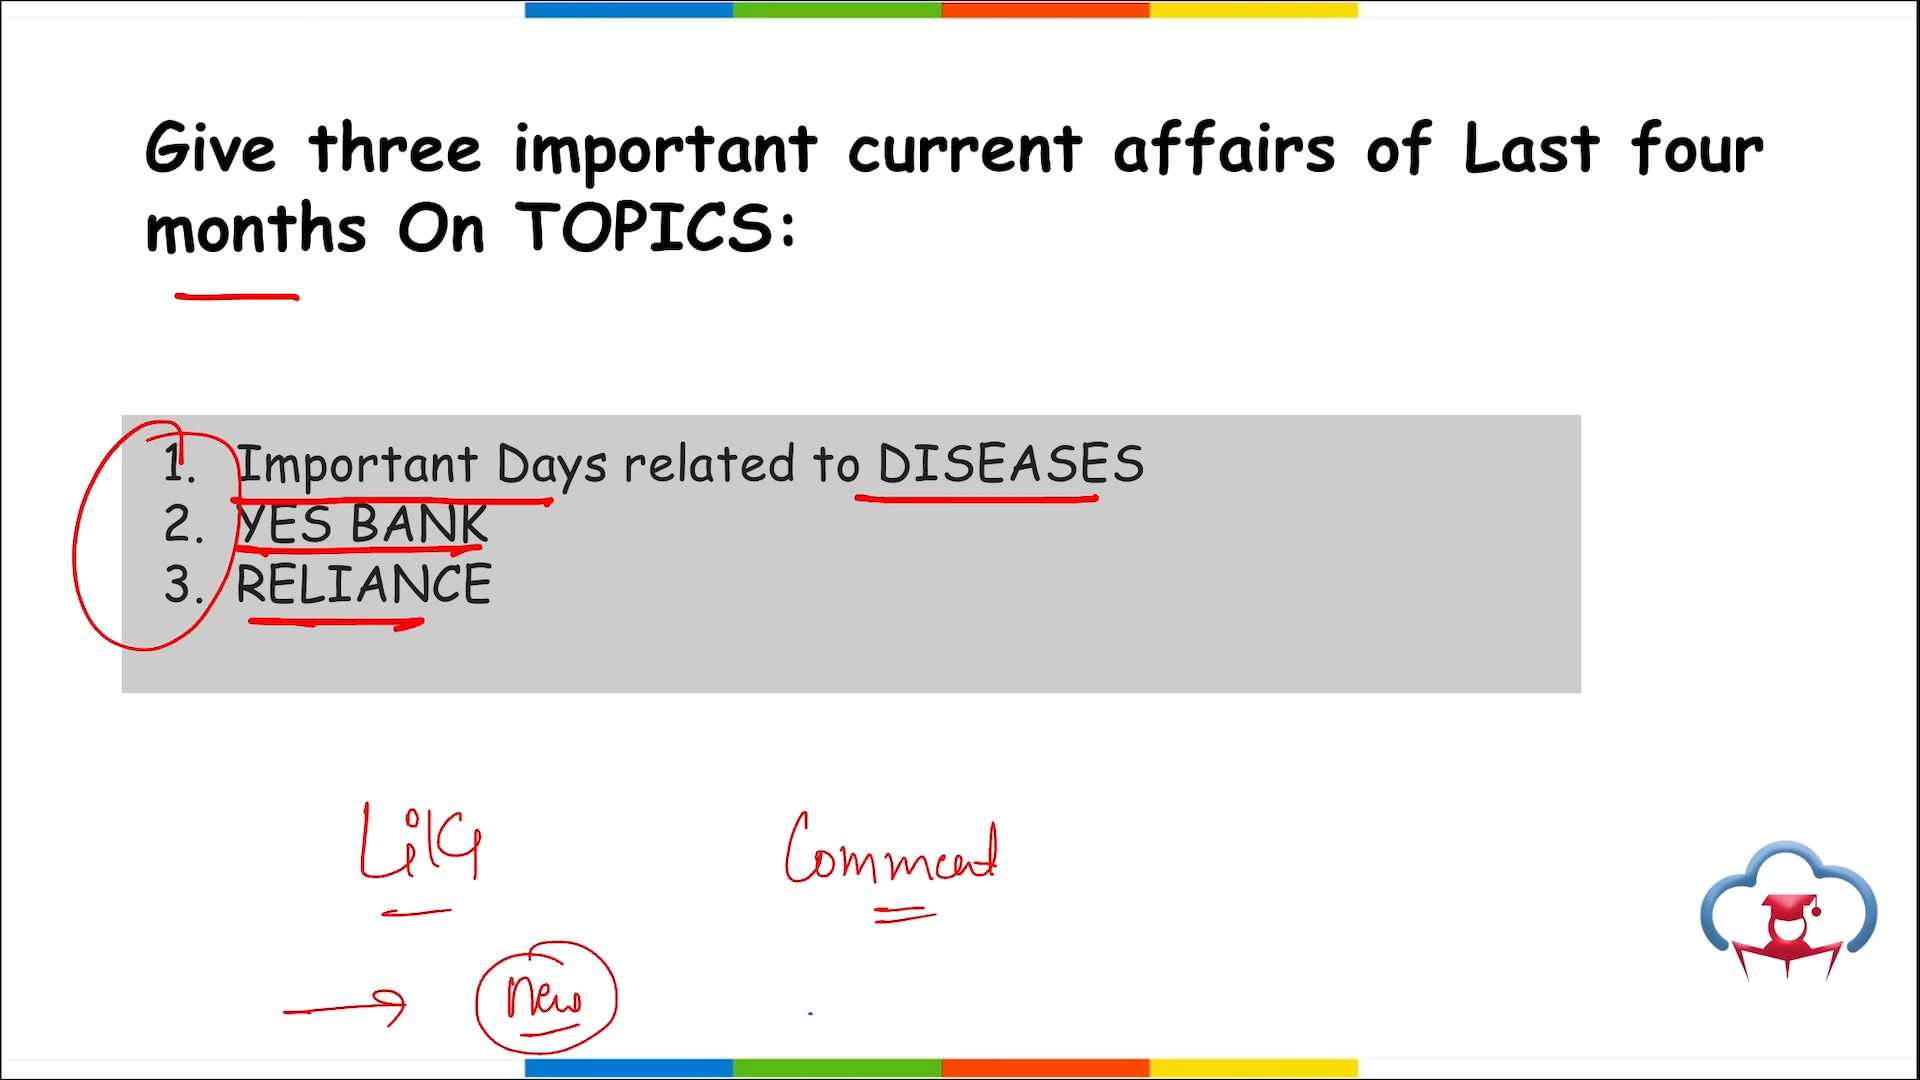 Give three important current affairs of Last four
months On TOPICS:
1. Important Days related to DISEASES
2. YES BANK
3. RELIANCE
Like Comment
new